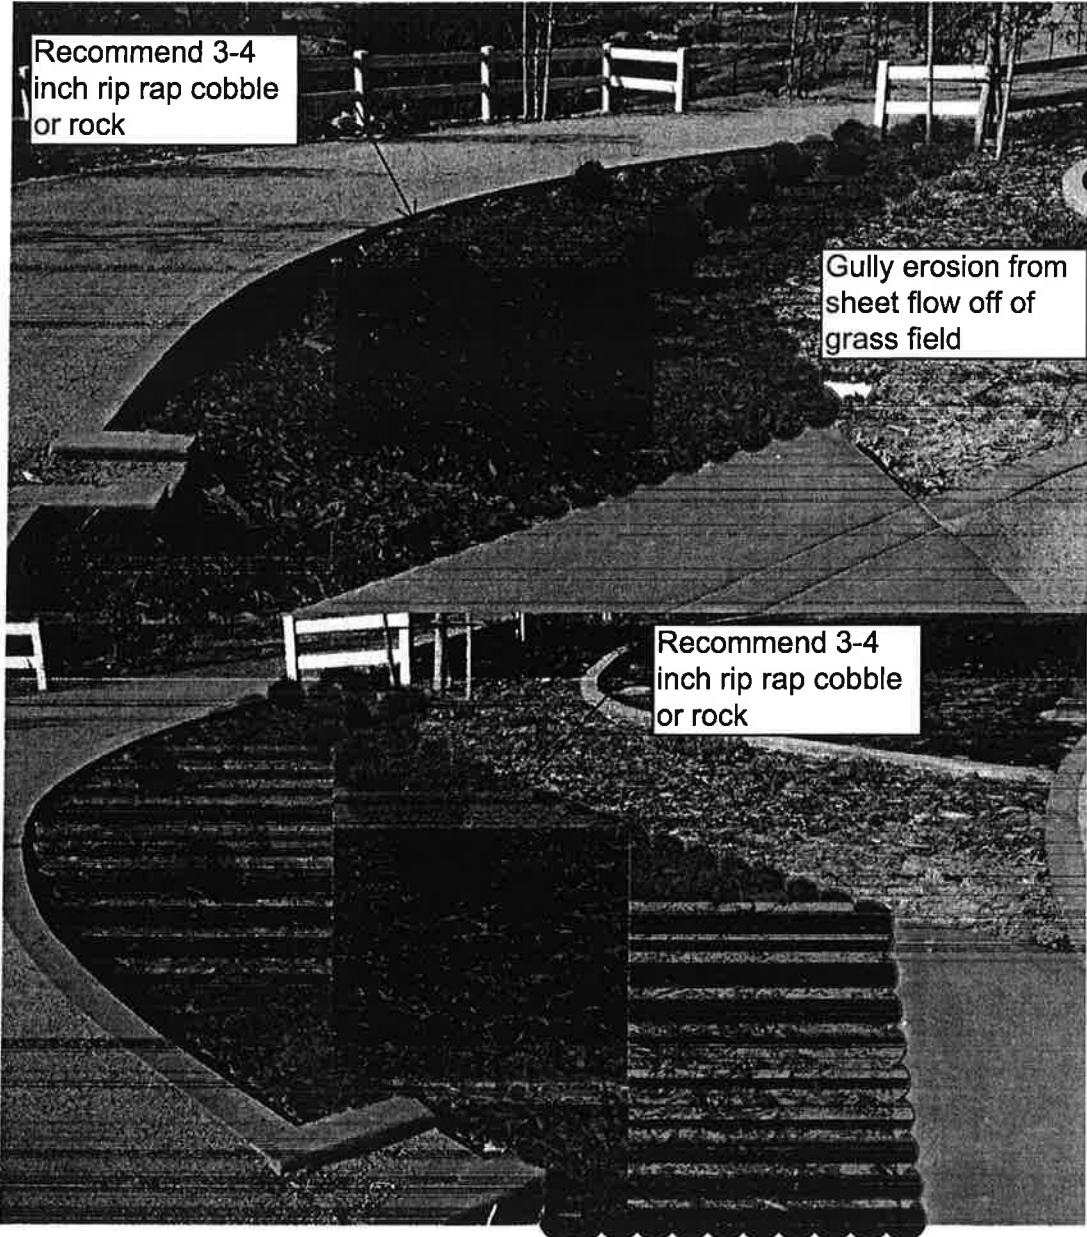 Recommend 3-4
inch rip rap cobble
or rock
Gully erosion from
sheet flow off of
grass field
Recommend 3-4
inch rip rap cobble
or rock